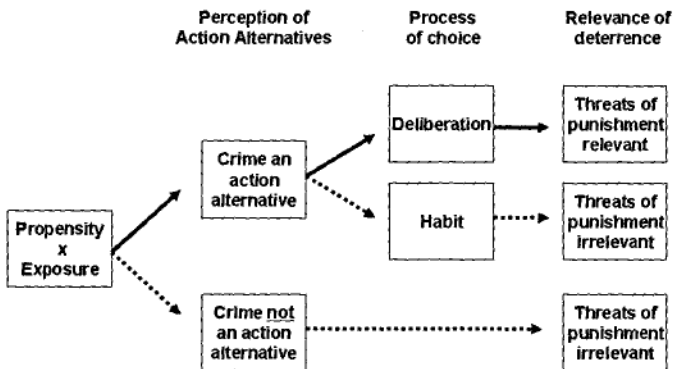 Perception of
Action Alternatives
Process
of choice
Relevance of
deterrence
Propensity
x
Exposure
Crime an
action
alternative
Deliberation
Threats of
punishment
relevant
Habit
Threats of
punishment
irrelevant
Crime not
an action
alternative
Threats of
punishment
irrelevant